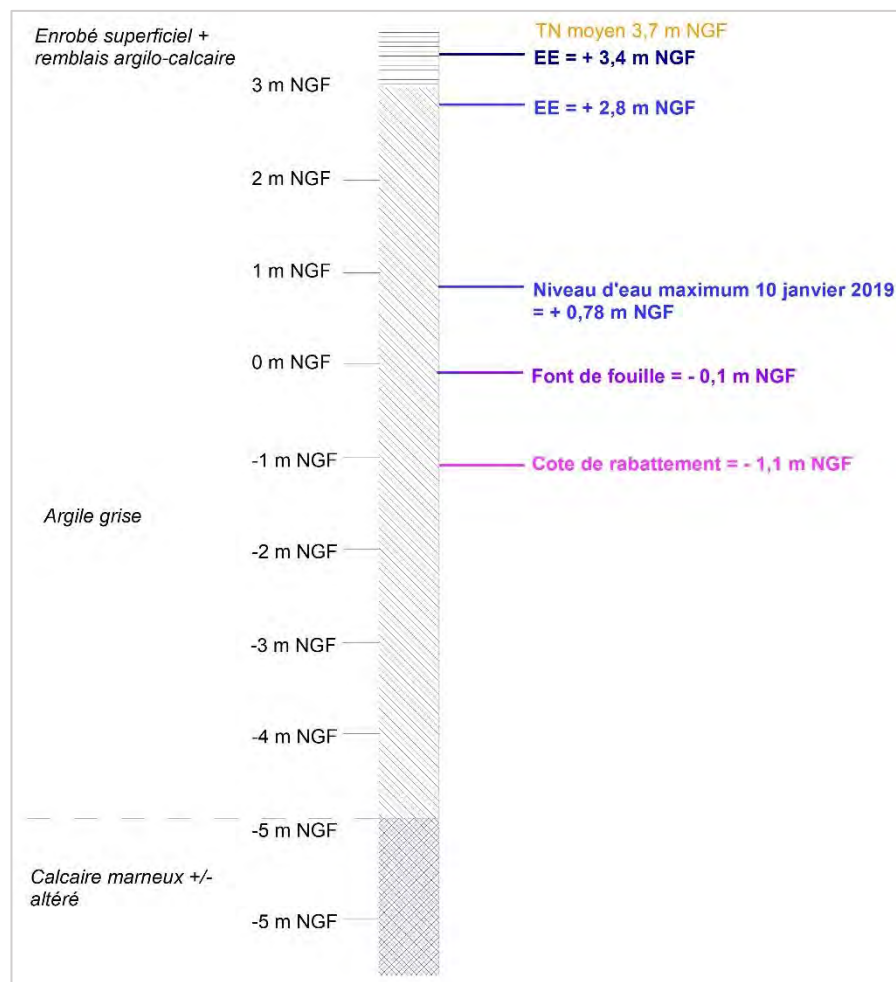 Enrobé superficiel +
remblais argilo-calcaire
TN moyen 3,7 m NGF
EE = + 3,4 m NGF
3 m NGF
EE = + 2,8 m NGF
2 m NGF
1 m NGF
Niveau d'eau maximum 10 janvier 2019
= + 0,78 m NGF
0 m NGF
Font de fouille = - 0,1 m NGF
-1 m NGF
Cote de rabattement = - 1,1 m NGF
Argile grise
-2 m NGF
-3 m NGF
-4 m NGF
-5 m NGF
Calcaire marneux +/-
altéré
-5 m NGF